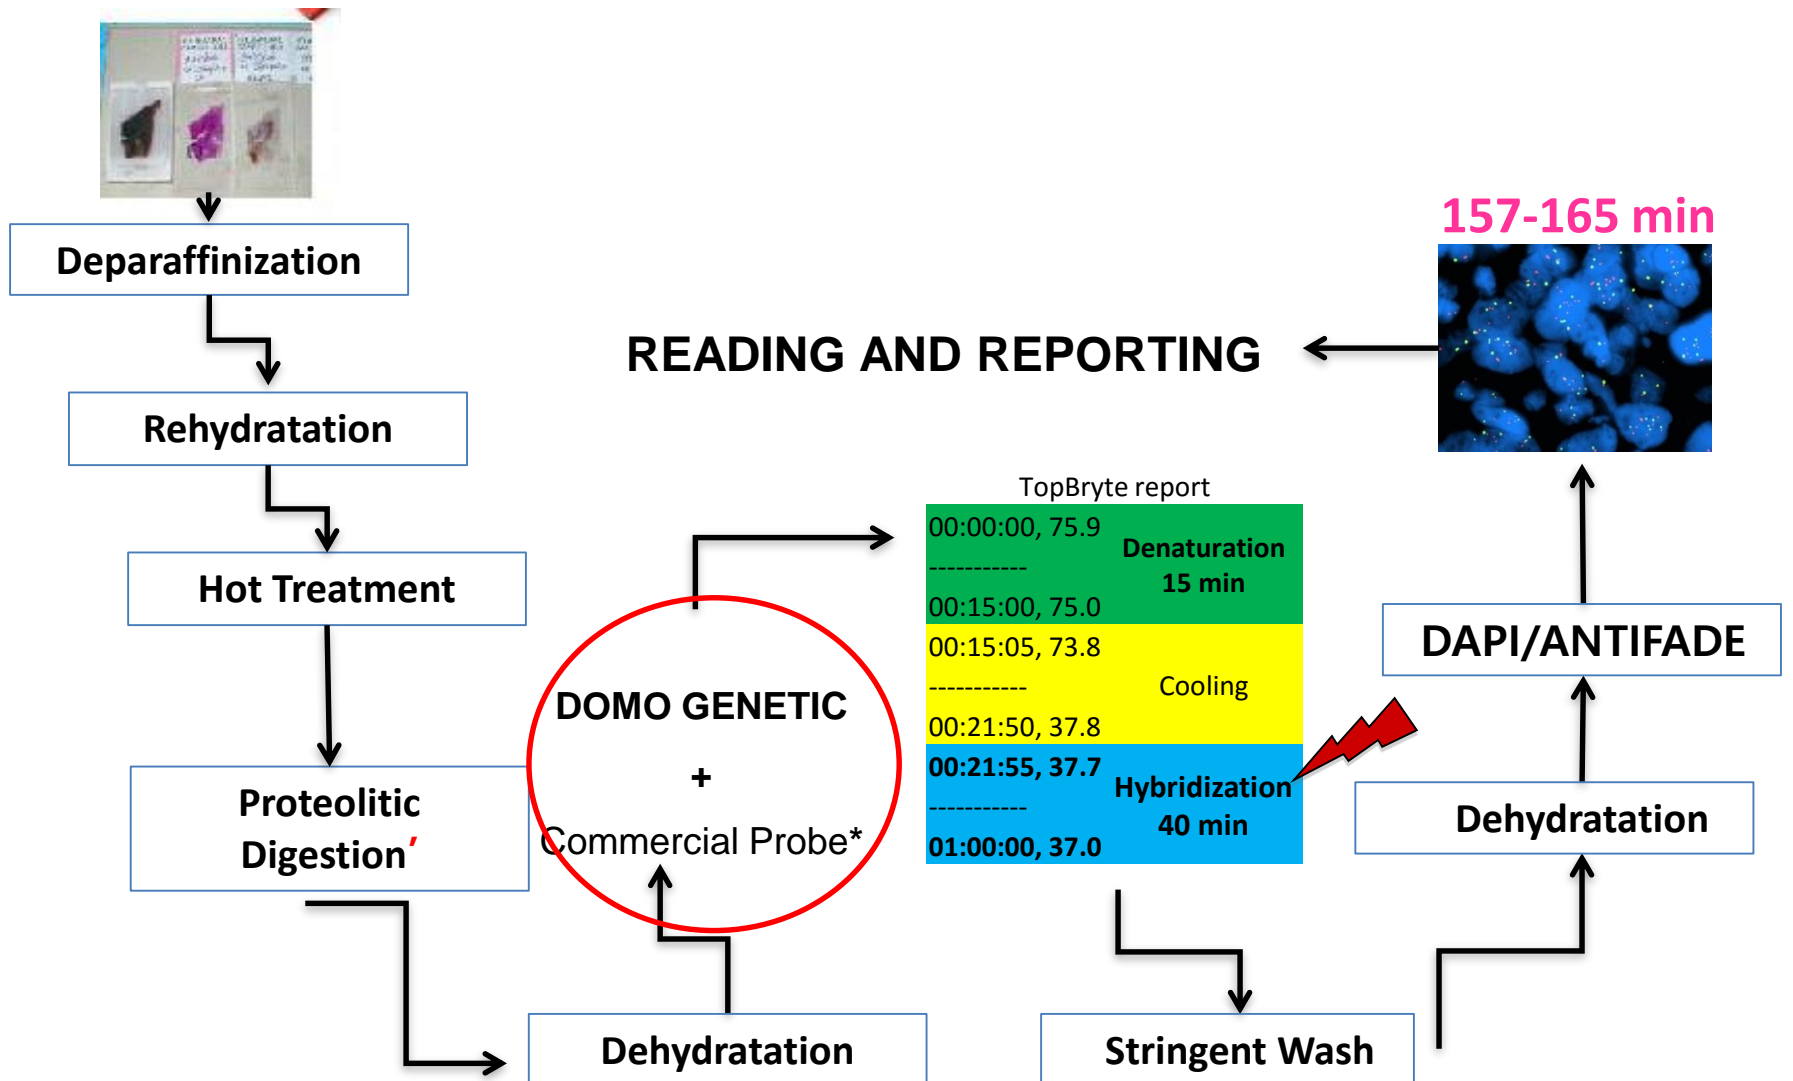 Deparaffinization
Rehydratation
Hot Treatment
Proteolitic
Digestion’
Dehydratation
DOMO GENETIC
+
Commercial Probe*
TopBryte report
00:00:00, 75.9
-----------
00:15:00, 75.0
Denaturation
15 min
00:15:05, 73.8
-----------
00:21:50, 37.8
Cooling
00:21:55, 37.7
-----------
01:00:00, 37.0
Hybridization
40 min
Stringent Wash
Dehydratation
DAPI/ANTIFADE
157-165 min
READING AND REPORTING